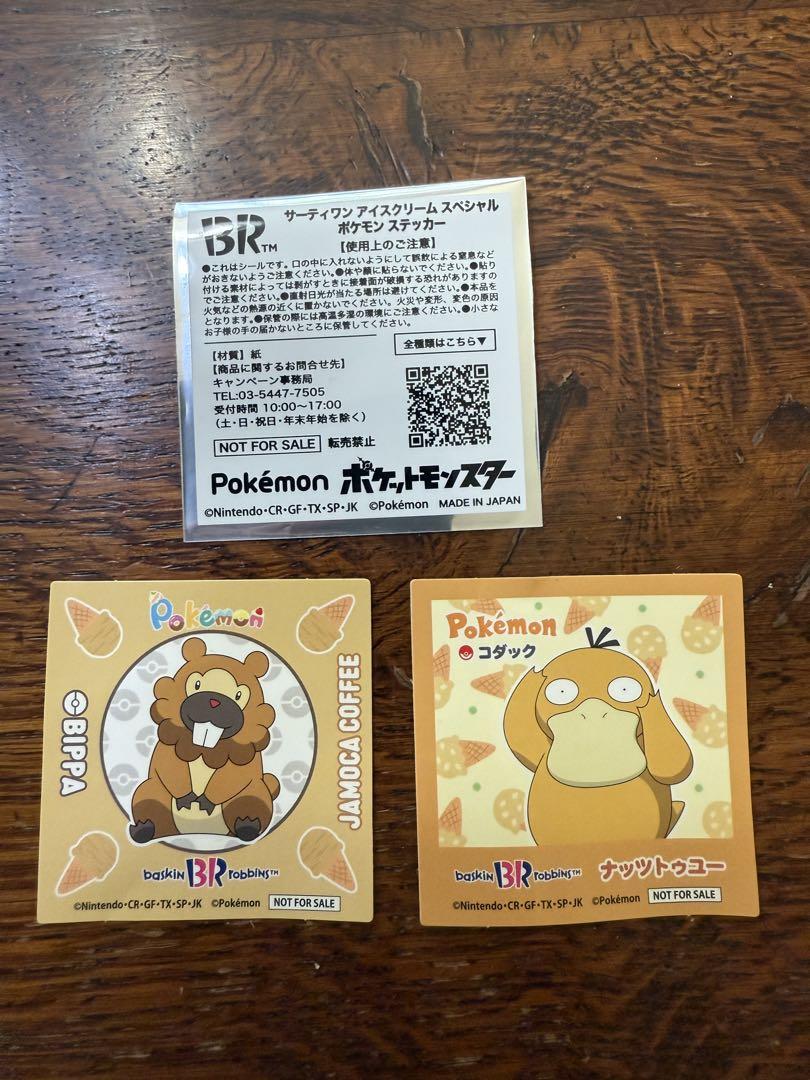 BR™
サーティワン アイスクリーム スペシャル
ポケモン ステッカー
【使用上のご注意】
●これはシールです。口の中に入れないようにして誤飲による窒息など
がおきないようご注意ください。●体や顔に貼らないでください。●貼り
付ける素材によっては剥がすときに接着面が破損する恐れがありますの
でご注意ください。●直射日光が当たる場所は避けてください。●本品を
火気などの熱源の近くに置かないでください。火災や変形、変色の原因
となります。●保管の際には高温多湿の環境にご注意ください。●小さな
お子様の手の届かないところに保管してください。
【材質】紙
【商品に関するお問合せ先】
キャンペーン事務局
TEL:03-5447-7505
受付時間 10:00〜17:00
(土・日・祝日・年末年始を除く)
全種類はこちら▼
NOT FOR SALE 転売禁止
Pokémon ポケットモンスター
©Nintendo・CR・GF・TX・SP・JK ©Pokémon MADE IN JAPAN
Pokémon
BIPPA
JAMOCA COFFEE
baskin BR robbins™
©Nintendo・CR・GF・TX・SP・JK ©Pokémon NOT FOR SALE
Pokémon
コダック
baskin BR robbins™ ナッツトゥユー
©Nintendo・CR・GF・TX・SP・JK ©Pokémon NOT FOR SALE